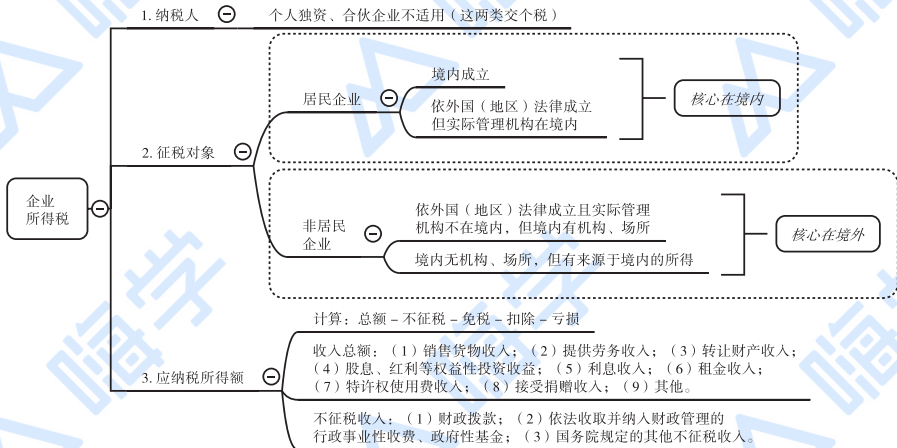 企业
所得税
1. 纳税人
个人独资、合伙企业不适用（这两类交个税）
2. 征税对象
居民企业
境内成立
依外国（地区）法律成立
但实际管理机构在境内
核心在境内
非居民
企业
依外国（地区）法律成立且实际管理
机构不在境内，但境内有机构、场所
境内无机构、场所，但有来源于境内的所得
核心在境外
3. 应纳税所得额
计算：总额－不征税－免税－扣除－亏损
收入总额：（1）销售货物收入；（2）提供劳务收入；（3）转让财产收入；
（4）股息、红利等权益性投资收益；（5）利息收入；（6）租金收入；
（7）特许权使用费收入；（8）接受捐赠收入；（9）其他。
不征税收入：（1）财政拨款；（2）依法收取并纳入财政管理的
行政事业性收费、政府性基金；（3）国务院规定的其他不征税收入。
嗨学
嗨学